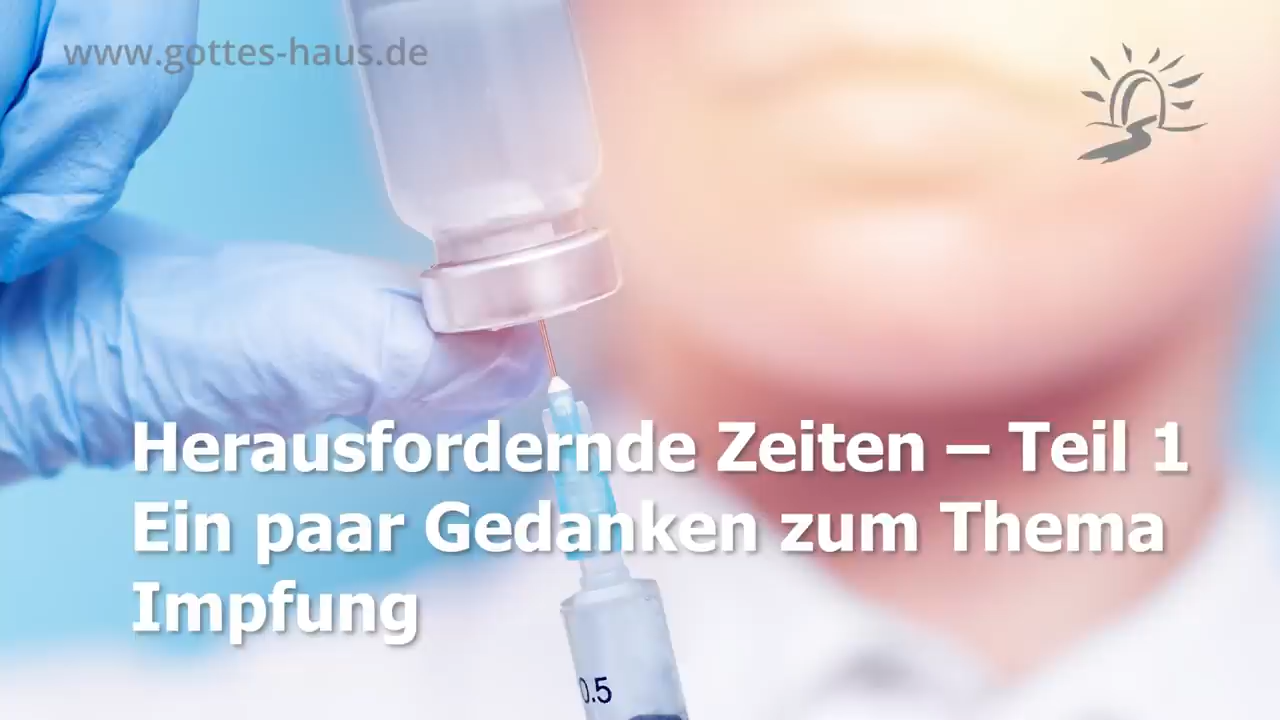 www.gottes-haus.de
Herausfordernde Zeiten – Teil 1
Ein paar Gedanken zum Thema
Impfung
0.5